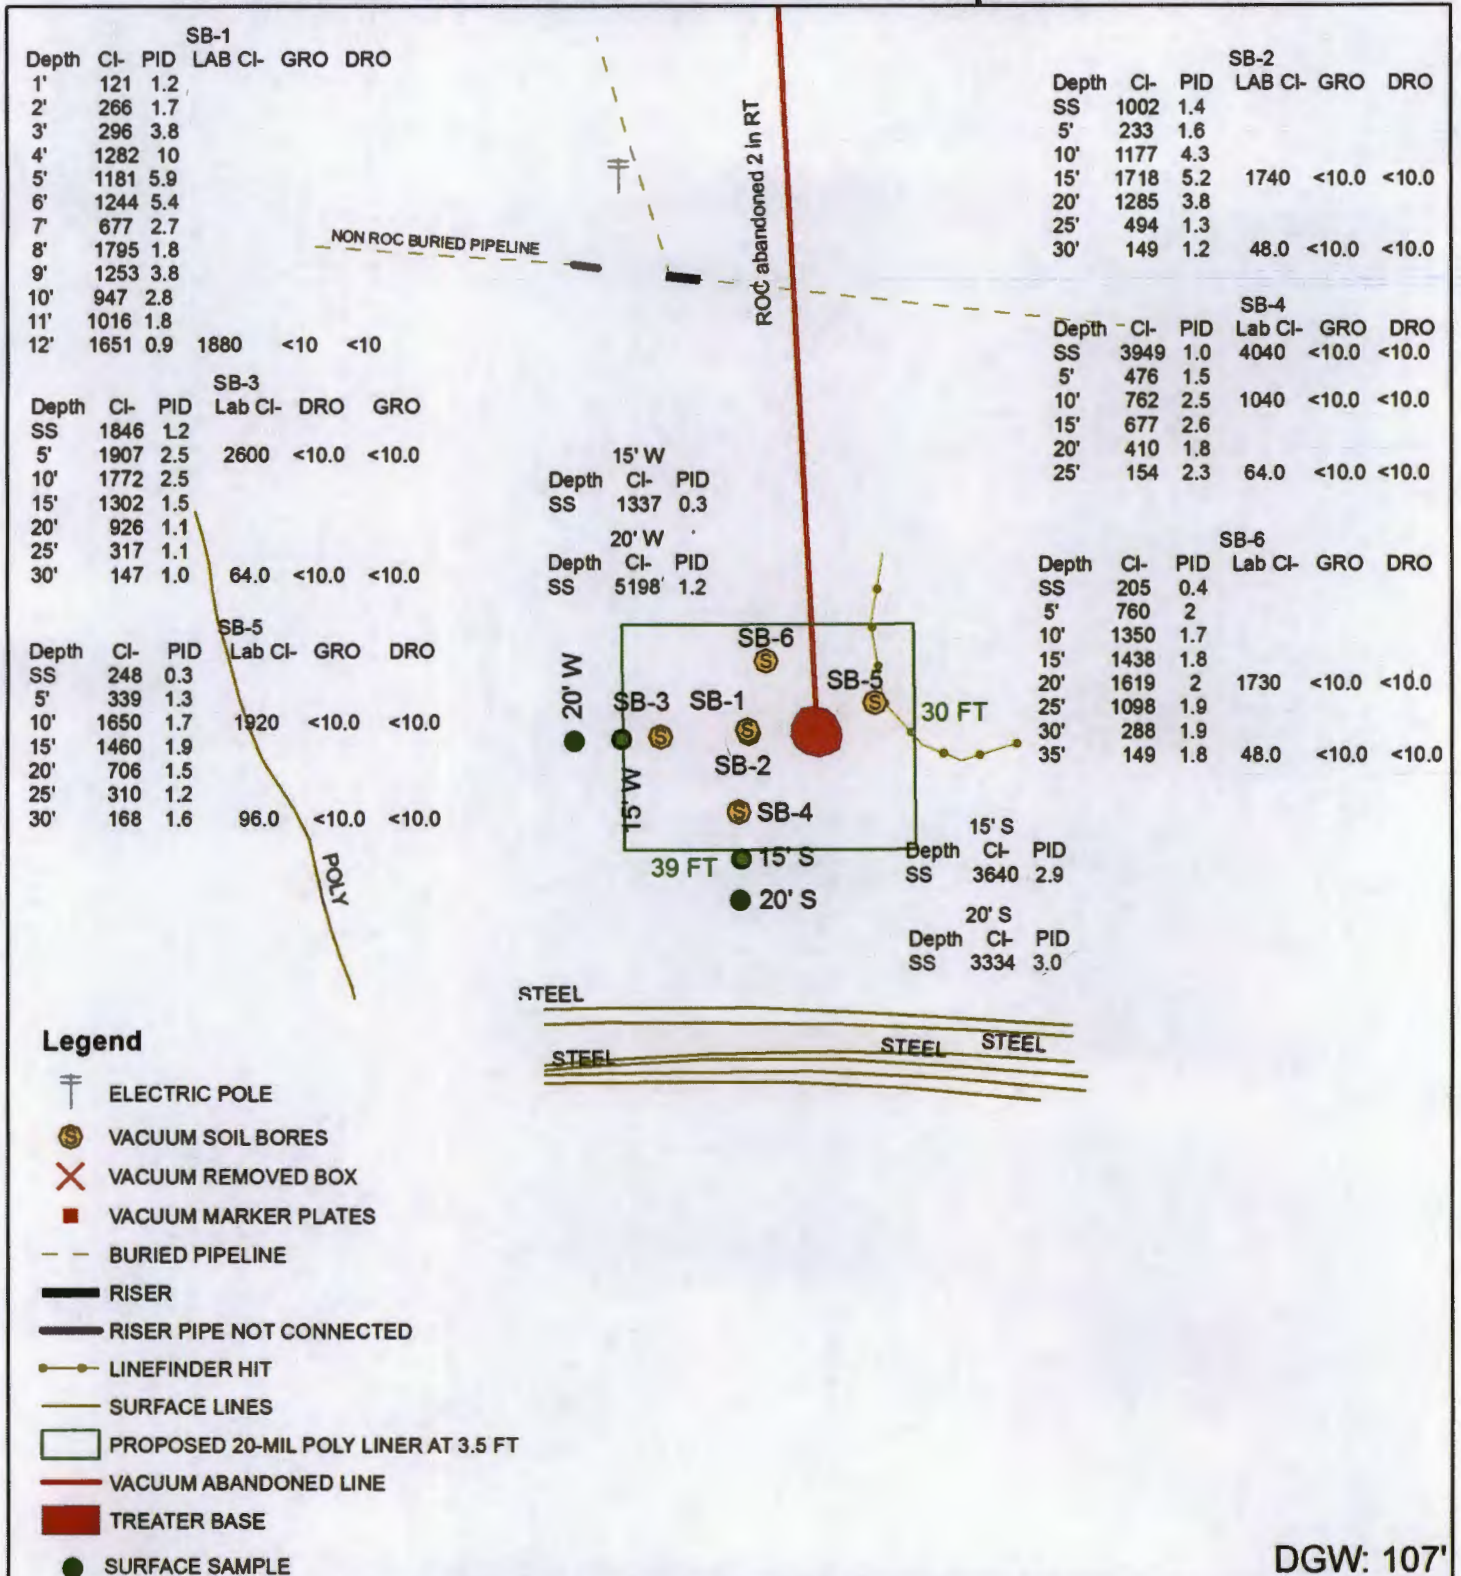 SB-1
Depth Cl- PID LAB Cl- GRO DRO
1' 121 1.2
2' 266 1.7
3' 296 3.8
4' 1282 10
5' 1181 5.9
6' 1244 5.4
7' 677 2.7
8' 1795 1.8
9' 1253 3.8
10' 947 2.8
11' 1016 1.8
12' 1651 0.9 1880 <10 <10
SB-2
Depth Cl- PID LAB Cl- GRO DRO
SS 1002 1.4
5' 233 1.6
10' 1177 4.3
15' 1718 5.2 1740 <10.0 <10.0
20' 1285 3.8
25' 494 1.3
30' 149 1.2 48.0 <10.0 <10.0
ROC abandoned 2 in RT
NON ROC BURIED PIPELINE
SB-3
Depth Cl- PID Lab Cl- DRO GRO
SS 1846 1.2
5' 1907 2.5 2600 <10.0 <10.0
10' 1772 2.5
15' 1302 1.5
20' 926 1.1
25' 317 1.1
30' 147 1.0 64.0 <10.0 <10.0
SB-4
Depth Cl- PID Lab Cl- GRO DRO
SS 3949 1.0 4040 <10.0 <10.0
5' 476 1.5
10' 762 2.5 1040 <10.0 <10.0
15' 677 2.6
20' 410 1.8
25' 154 2.3 64.0 <10.0 <10.0
15' W
Depth Cl- PID
SS 1337 0.3
20' W
Depth Cl- PID
SS 5198 1.2
SB-5
Depth Cl- PID Lab Cl- GRO DRO
SS 248 0.3
5' 339 1.3
10' 1650 1.7 1920 <10.0 <10.0
15' 1460 1.9
20' 706 1.5
25' 310 1.2
30' 168 1.6 96.0 <10.0 <10.0
SB-6
Depth Cl- PID Lab Cl- GRO DRO
SS 205 0.4
5' 760 2
10' 1350 1.7
15' 1438 1.8
20' 1619 2 1730 <10.0 <10.0
25' 1098 1.9
30' 288 1.9
35' 149 1.8 48.0 <10.0 <10.0
SB-6
SB-5
SB-3
SB-1
20' W
30 FT
SB-2
15' W
SB-4
39 FT
15' S
20' S
15' S
Depth Cl- PID
SS 3640 2.9
20' S
Depth Cl- PID
SS 3334 3.0
POLY
STEEL
STEEL
STEEL
STEEL
Legend
ELECTRIC POLE
S VACUUM SOIL BORES
VACUUM REMOVED BOX
VACUUM MARKER PLATES
BURIED PIPELINE
RISER
RISER PIPE NOT CONNECTED
LINEFINDER HIT
SURFACE LINES
PROPOSED 20-MIL POLY LINER AT 3.5 FT
VACUUM ABANDONED LINE
TREATER BASE
SURFACE SAMPLE
DGW: 107'